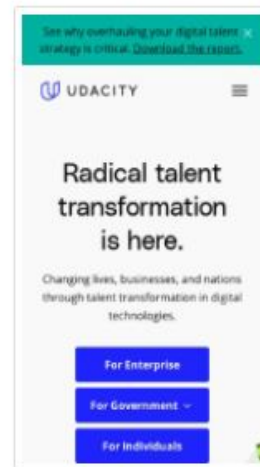 See why overhauling your digital talent
strategy is critical. Download the report.
UDACITY
Radical talent
transformation
is here.
Changing lives, businesses, and nations
through talent transformation in digital
technologies.
For Enterprise
For Government
For Individuals